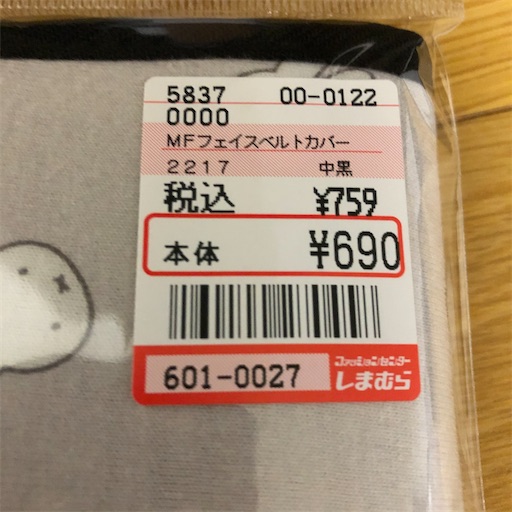 5837 00-0122
0000
MFフェイスベルトカバー
2217 中黒
税込 ¥759
本体 ¥690
601-0027
ファッションセンター
しまむら